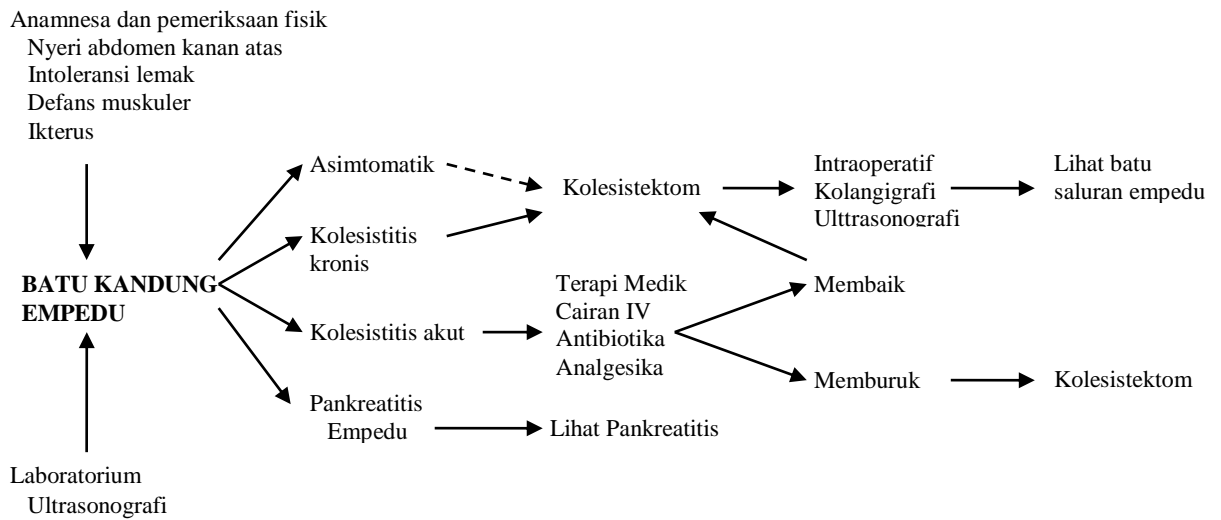 Anamnesa dan pemeriksaan fisik
Nyeri abdomen kanan atas
Intoleransi lemak
Defans muskuler
Ikterus
BATU KANDUNG
EMPEDU
Laboratorium
Ultrasonografi
Asimtomatik
Kolesistitis
kronis
Kolesistitis akut
Pankreatitis
Empedu
Kolesistektom
Terapi Medik
Cairan IV
Antibiotika
Analgesika
Lihat Pankreatitis
Intraoperatif
Kolangigrafi
Ulttrasonografi
Membaik
Memburuk
Lihat batu
saluran empedu
Kolesistektom